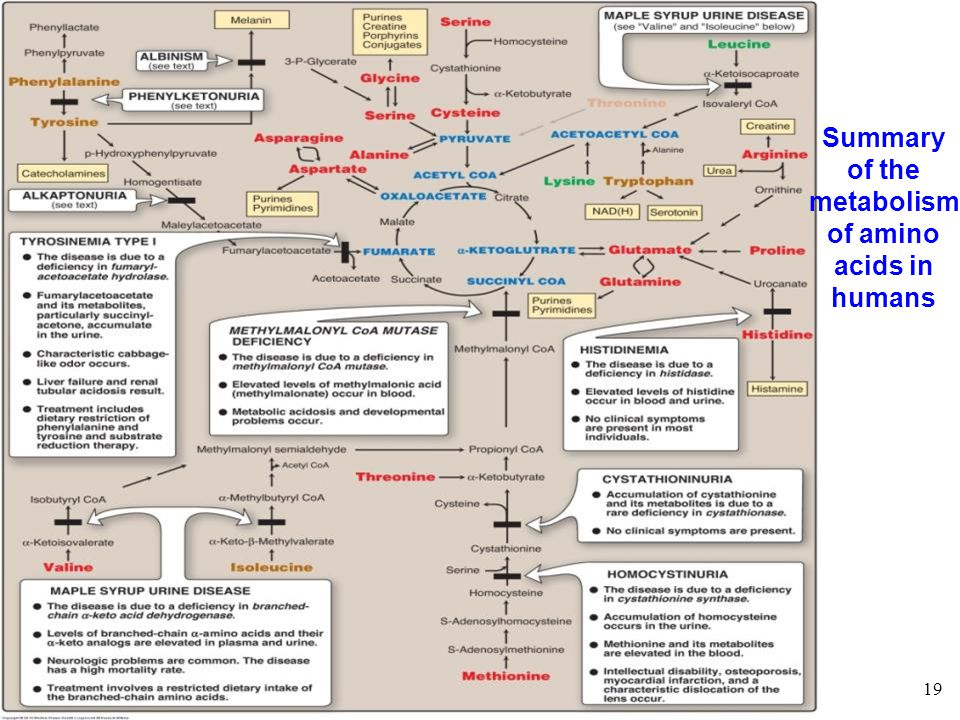 Phenyllactate
Phenylpyruvate
Phenylalanine
Tyrosine
Catecholamines
Melanin
ALBINISM
(see text)
PHENYLKETONURIA
(see text)
p-Hydroxyphenylpyruvate
Homogentisate
ALKAPTONURIA
(see text)
Maleylacetoacetate
Fumarylacetoacetate
Acetoacetate
3-P-Glycerate
Purines
Creatine
Porphyrins
Conjugates
Glycine
Serine
Serine
Homocysteine
Cystathionine
α-Ketobutyrate
Cysteine
Threonine
Asparagine
Aspartate
Alanine
PYRUVATE
ACETYL COA
ACETOACETYL COA
OXALOACETATE
Citrate
Malate
FUMARATE
α-KETOGLUTRATE
Succinate
SUCCINYL COA
Purines
Pyrimidines
MAPLE SYRUP URINE DISEASE
(see "Valine" and "Isoleucine" below)
Leucine
α-Ketoisocaproate
Isovaleryl CoA
Alanine
Lysine
Tryptophan
NAD(H)
Serotonin
Creatine
Arginine
Urea
Ornithine
Glutamate
Proline
Glutamine
Purines
Pyrimidines
Urocanate
Histidine
Histamine
Summary
of the
metabolism
of amino
acids in
humans
TYROSINEMIA TYPE I
● The disease is due to a
deficiency in fumaryl-
acetoacetate hydrolase.
● Fumarylacetoacetate
and its metabolites,
particularly succinyl-
acetone, accumulate
in the urine.
● Characteristic cabbage-
like odor occurs.
● Liver failure and renal
tubular acidosis result.
● Treatment includes
dietary restriction of
phenylalanine and
tyrosine and substrate
reduction therapy.
METHYLMALONYL CoA MUTASE
DEFICIENCY
● The disease is due to a deficiency in
methylmalonyl CoA mutase.
● Elevated levels of methylmalonic acid
(methylmalonate) occur in blood.
● Metabolic acidosis and developmental
problems occur.
Methylmalonyl CoA
HISTIDINEMIA
● The disease is due to a
deficiency in histidase.
● Elevated levels of histidine
occur in blood and urine.
● No clinical symptoms
are present in most
individuals.
Methylmalonyl semialdehyde
Propionyl CoA
Acetyl CoA
Threonine
α-Ketobutyrate
Isobutyryl CoA
α-Methylbutyryl CoA
Cysteine
α-Ketoisovalerate
α-Keto-β-Methylvalerate
Cystathionine
Valine
Isoleucine
Serine
Homocysteine
S-Adenosylhomocysteine
S-Adenosylmethionine
Methionine
CYSTATHIONINURIA
● Accumulation of cystathionine
and its metabolites is due to a
rare deficiency in cystathionase.
● No clinical symptoms are present.
MAPLE SYRUP URINE DISEASE
● The disease is due to a deficiency in branched-
chain α-keto acid dehydrogenase.
● Levels of branched-chain α-amino acids and their
α-keto analogs are elevated in plasma and urine.
● Neurologic problems are common. The disease
has a high mortality rate.
● Treatment involves a restricted dietary intake of
the branched-chain amino acids.
HOMOCYSTINURIA
● The disease is due to a deficiency
in cystathionine synthase.
● Accumulation of homocysteine
occurs in the urine.
● Methionine and its metabolites
are elevated in the blood.
● Intellectual disability, osteoporosis,
myocardial infarction, and a
characteristic dislocation of the
lens occur.
19